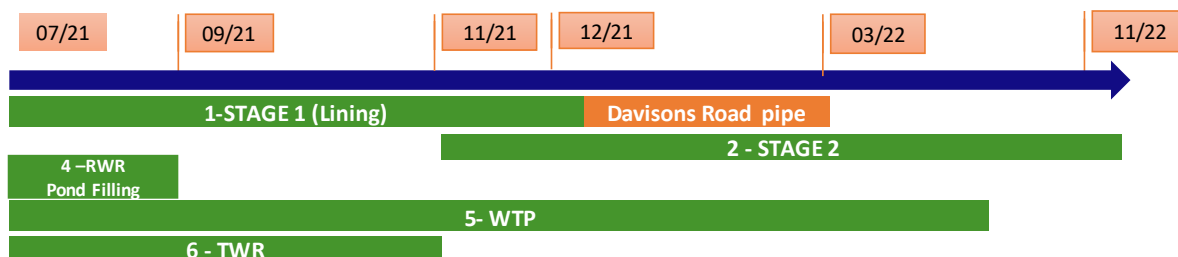 07/21
09/21
11/21
12/21
03/22
11/22
1-STAGE 1 (Lining)
Davisons Road pipe
2 - STAGE 2
4 –RWR
Pond Filling
5- WTP
6 - TWR